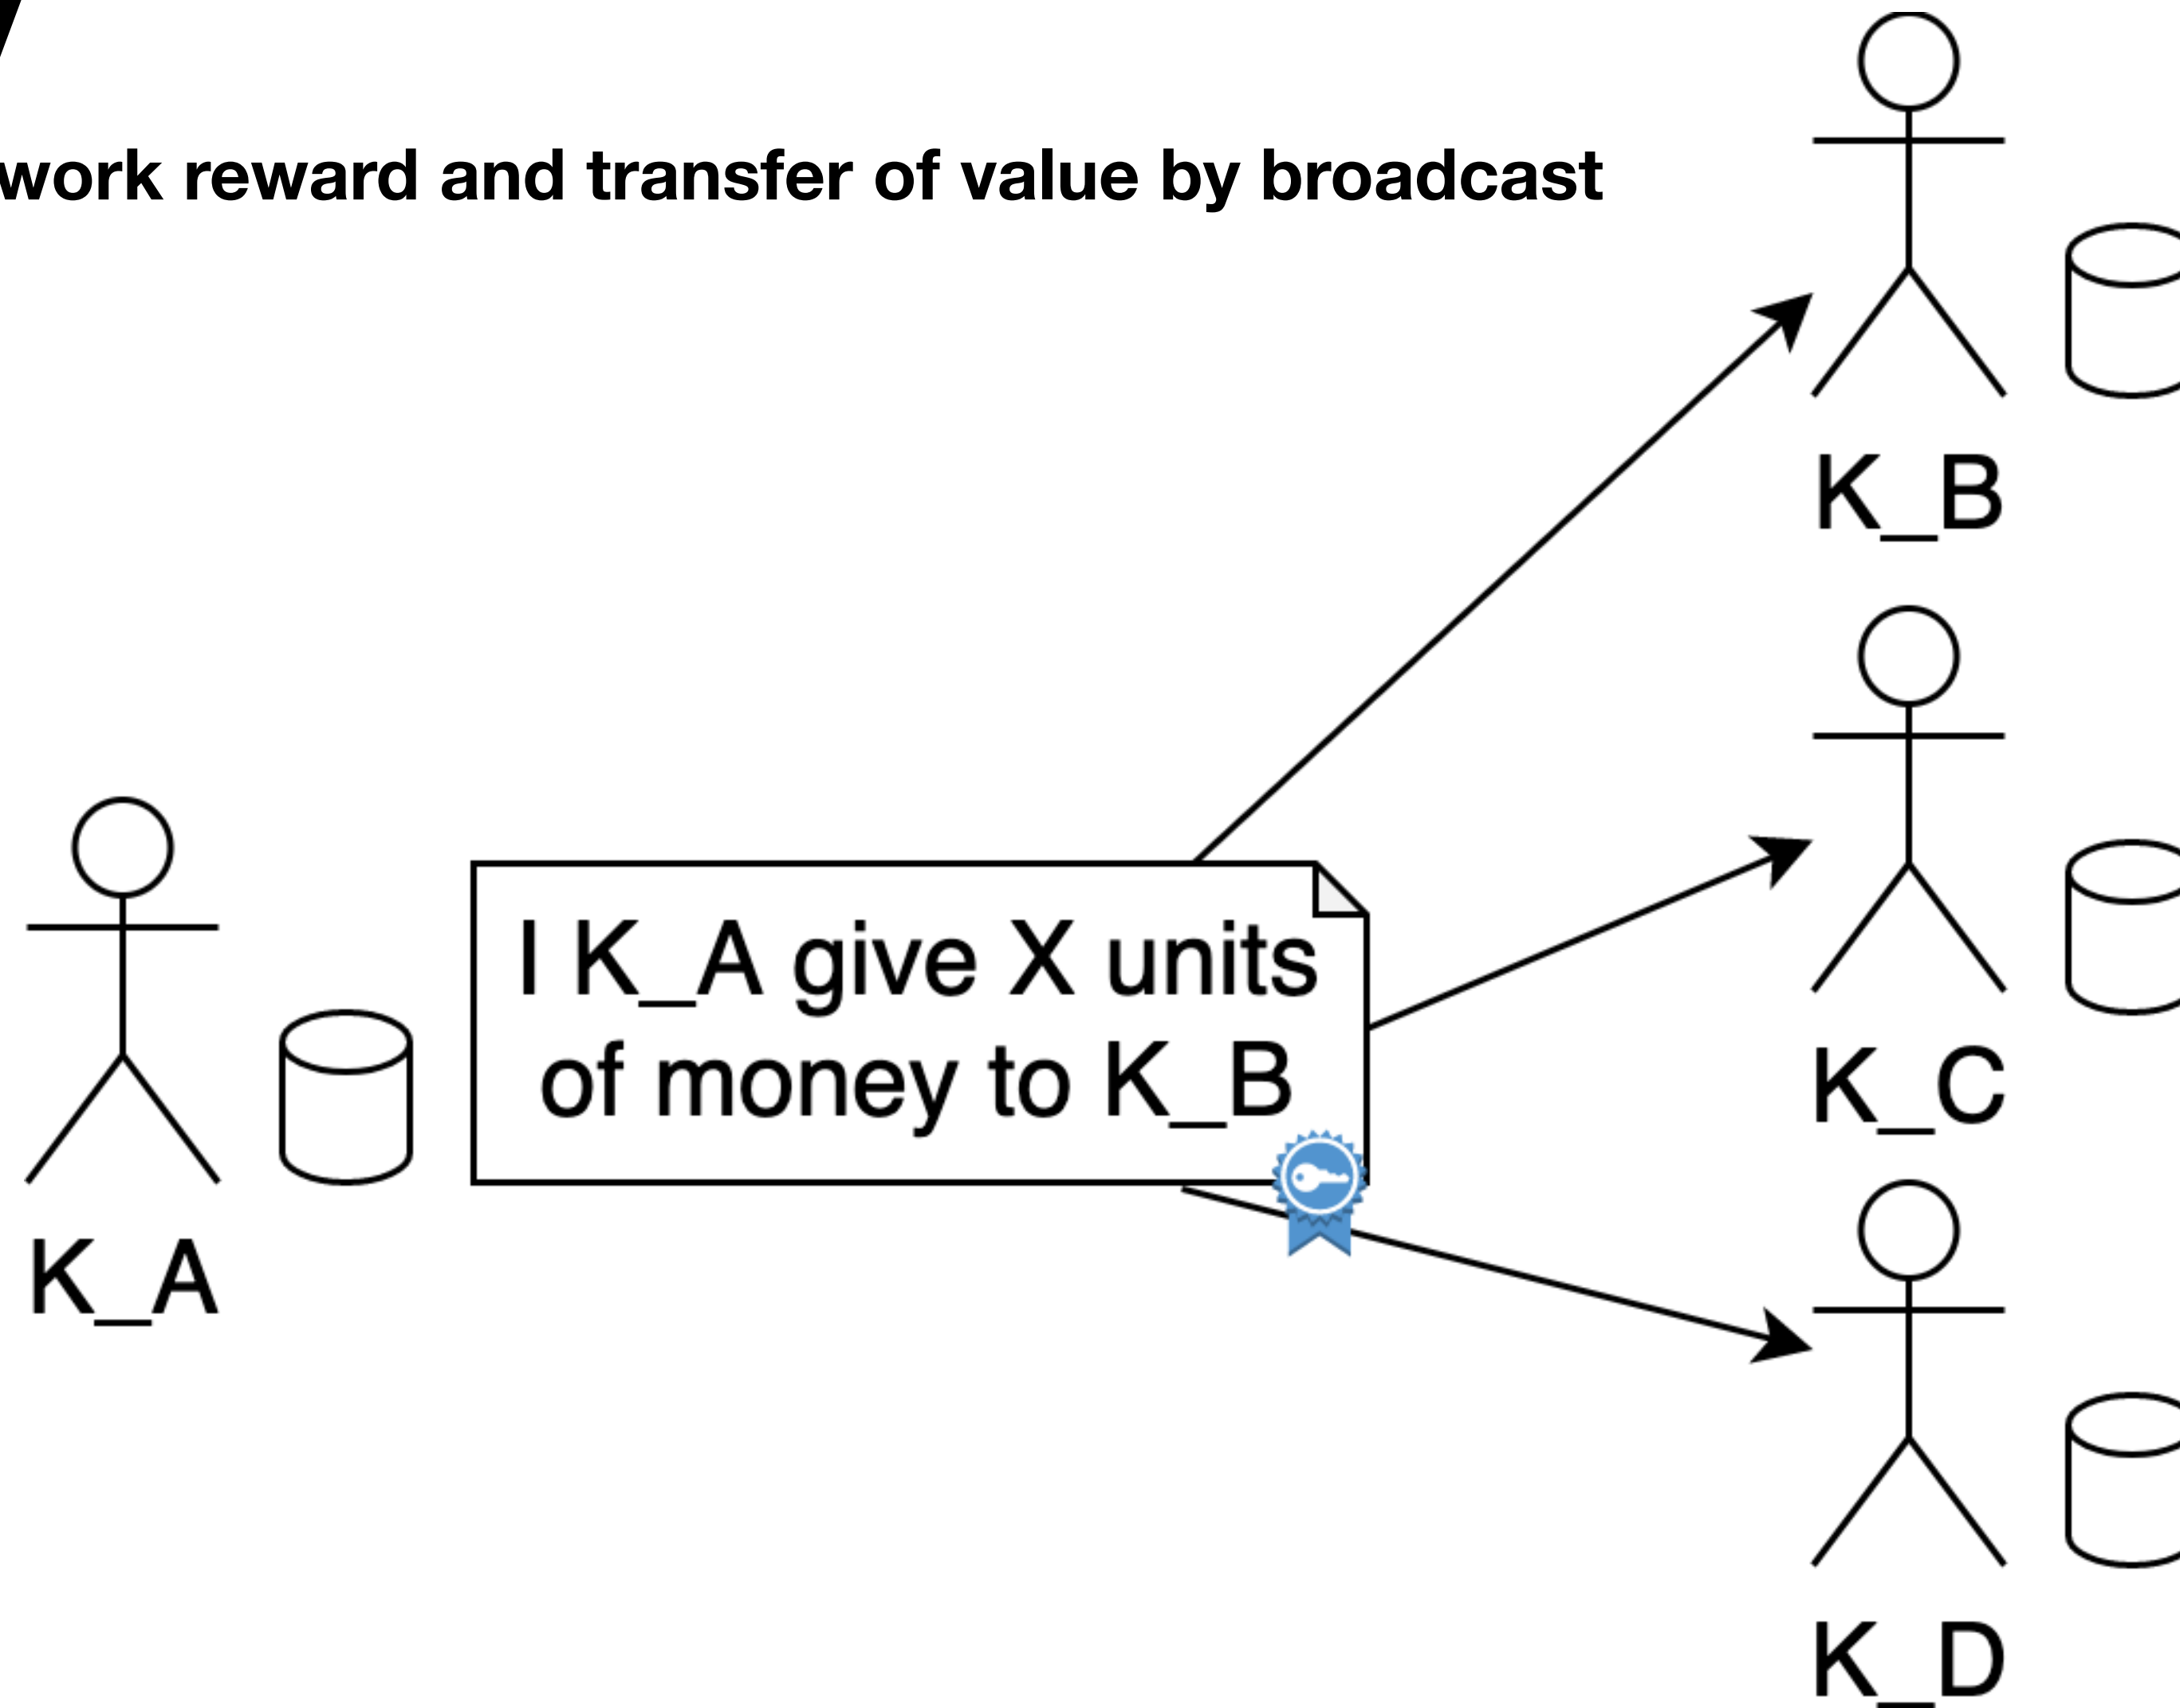 work reward and transfer of value by broadcast
K_B
K_C
I K_A give X units
of money to K_B
K_A
K_D